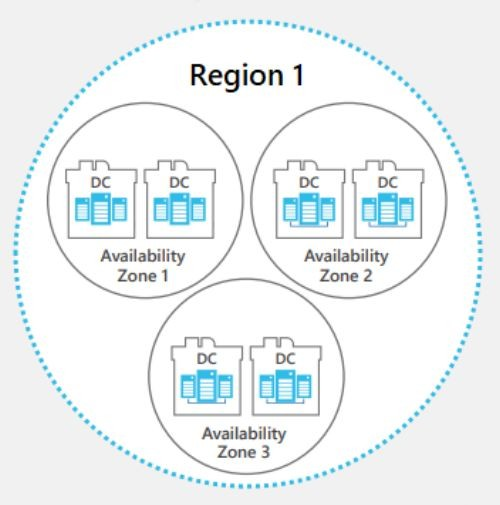 Region 1
DC
DC
Availability
Zone 1
DC
DC
Availability
Zone 2
DC
DC
Availability
Zone 3